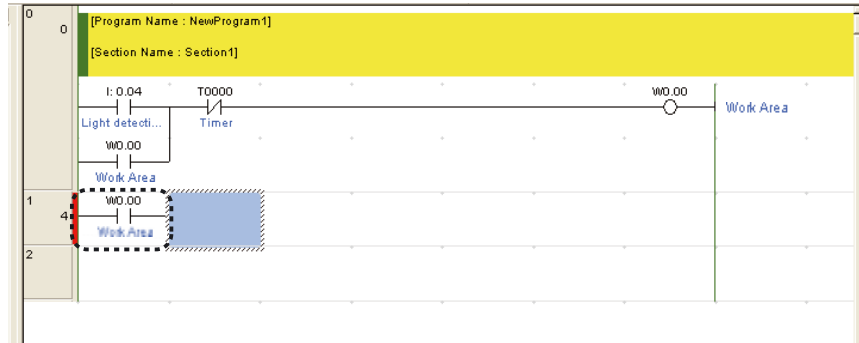 0
0
[Program Name : NewProgram1]
[Section Name : Section1]
I: 0.04
T0000
W0.00
Light detecti...
Timer
Work Area
W0.00
Work Area
1
4
W0.00
Work Area
2